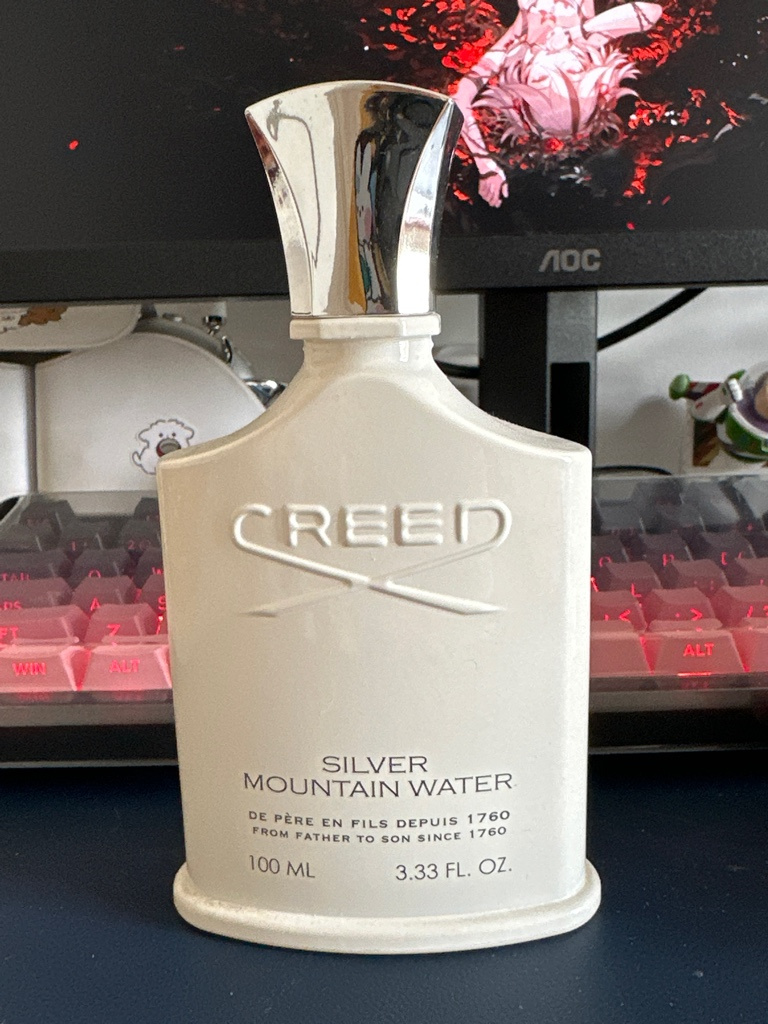 AOC
CREED
SILVER
MOUNTAIN WATER
DE PÈRE EN FILS DEPUIS 1760
FROM FATHER TO SON SINCE 1760
100 ML
3.33 FL. OZ.
WIN
ALT
ALT